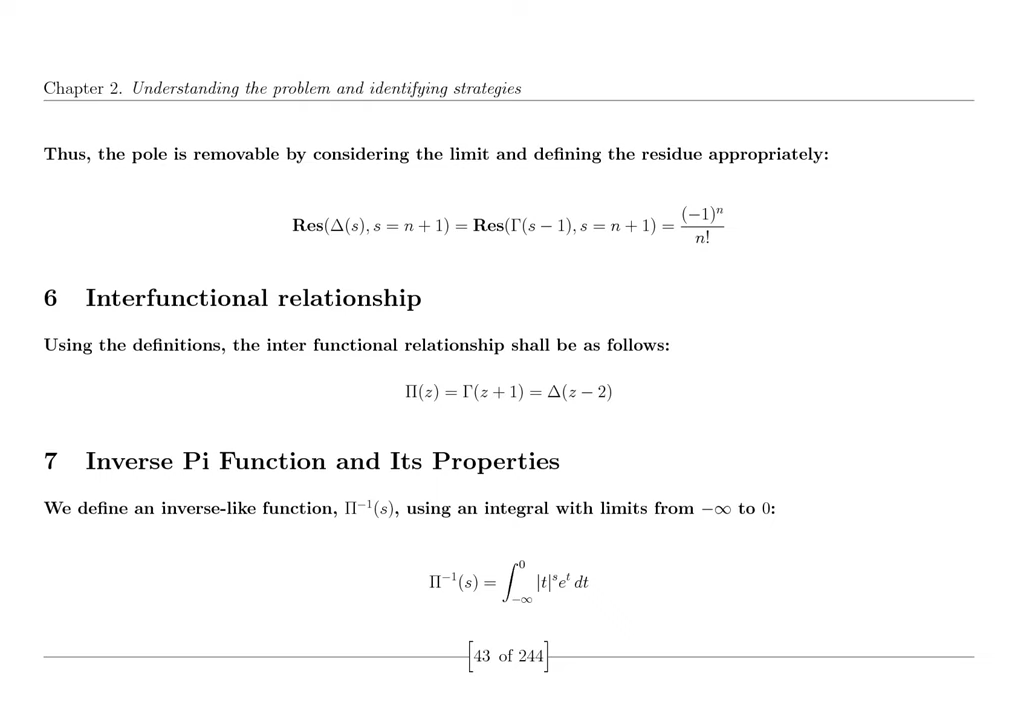 Chapter 2. Understanding the problem and identifying strategies
Thus, the pole is removable by considering the limit and defining the residue appropriately:
Res(Δ(s), s = n + 1) = Res(Γ(s − 1), s = n + 1) = (−1)ⁿ / n!
6 Interfunctional relationship
Using the definitions, the inter functional relationship shall be as follows:
Π(z) = Γ(z + 1) = Δ(z − 2)
7 Inverse Pi Function and Its Properties
We define an inverse-like function, Π⁻¹(s), using an integral with limits from −∞ to 0:
Π⁻¹(s) = ∫₋∞⁰ |t|ˢeᵗ dt
[43 of 244]